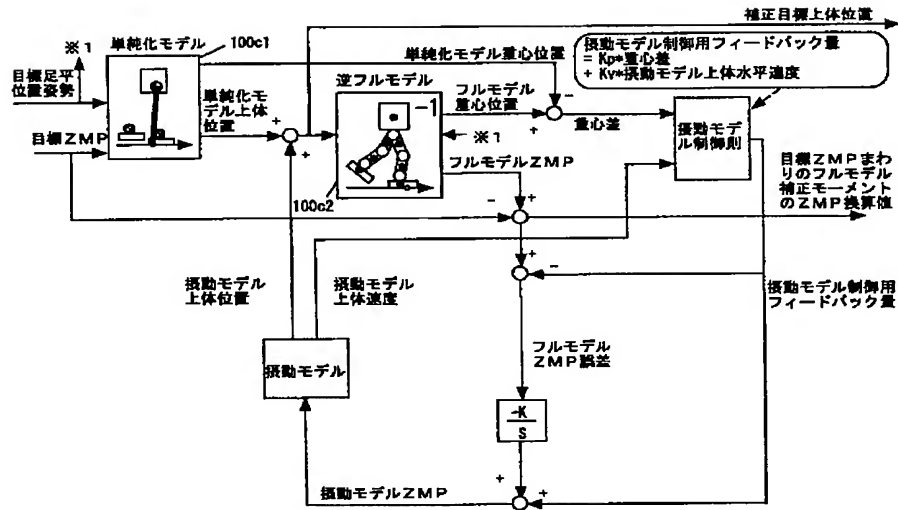 補正目標上体位置
※1
単純化モデル
100c1
単純化モデル重心位置
摂動モデル制御用フィードバック量
= Kp*重心差
+ Kv*摂動モデル上体水平速度
目標足平
位置姿勢
単純化モ
デル上体
位置
逆フルモデル
-1
フルモデル
重心位置
-
+
重心差
摂動モデ
ル制御則
目標ZMP
+
+
※1
フルモデルZMP
100c2
目標ZMPまわ
りのフルモデル
補正モーメント
のZMP換算値
-
+
+
-
摂動モデル
上体位置
摂動モデル
上体速度
摂動モデル制御用
フィードバック量
フルモデル
ZMP誤差
摂動モデル
-K
S
+
+
摂動モデルZMP